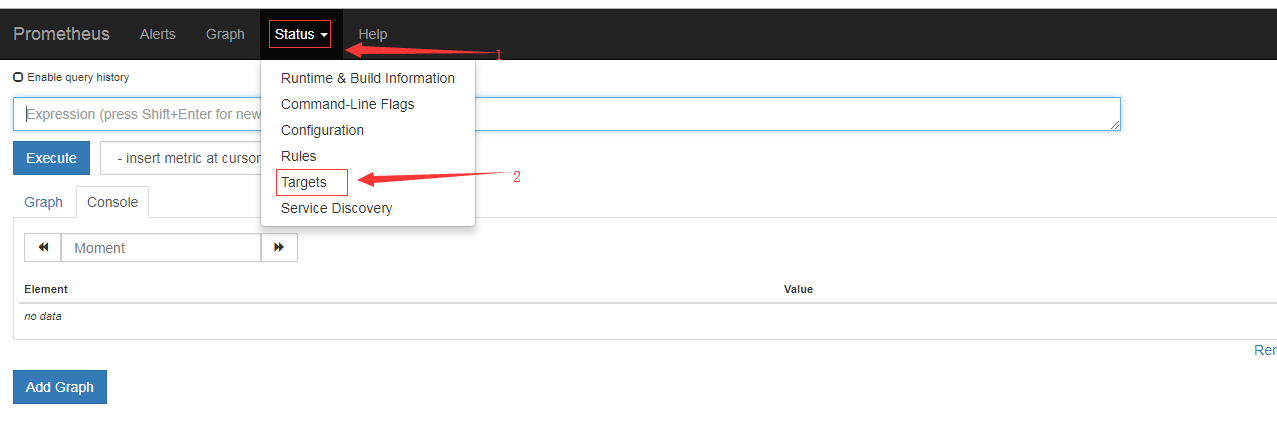 Prometheus Alerts Graph Status Help
1
Enable query history
Runtime & Build Information
Command-Line Flags
Configuration
Rules
Targets
2
Service Discovery
Expression (press Shift+Enter for new
Execute
- insert metric at cursor
Graph Console
Moment
Element Value
no data
Add Graph